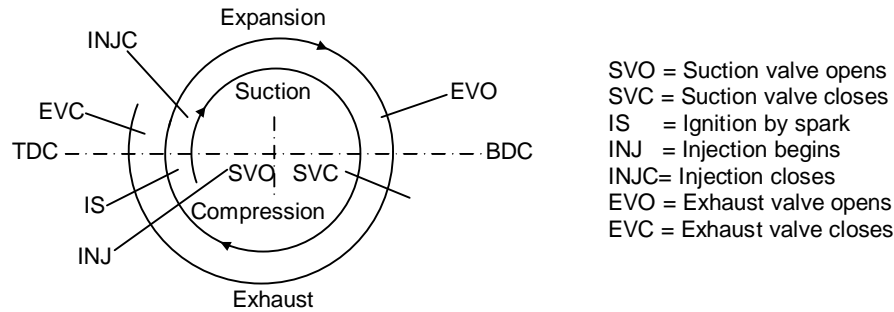 Expansion
INJC
Suction
EVO
EVC
TDC
BDC
SVO SVC
IS
Compression
INJ
Exhaust
SVO = Suction valve opens
SVC = Suction valve closes
IS = Ignition by spark
INJ = Injection begins
INJC= Injection closes
EVO = Exhaust valve opens
EVC = Exhaust valve closes